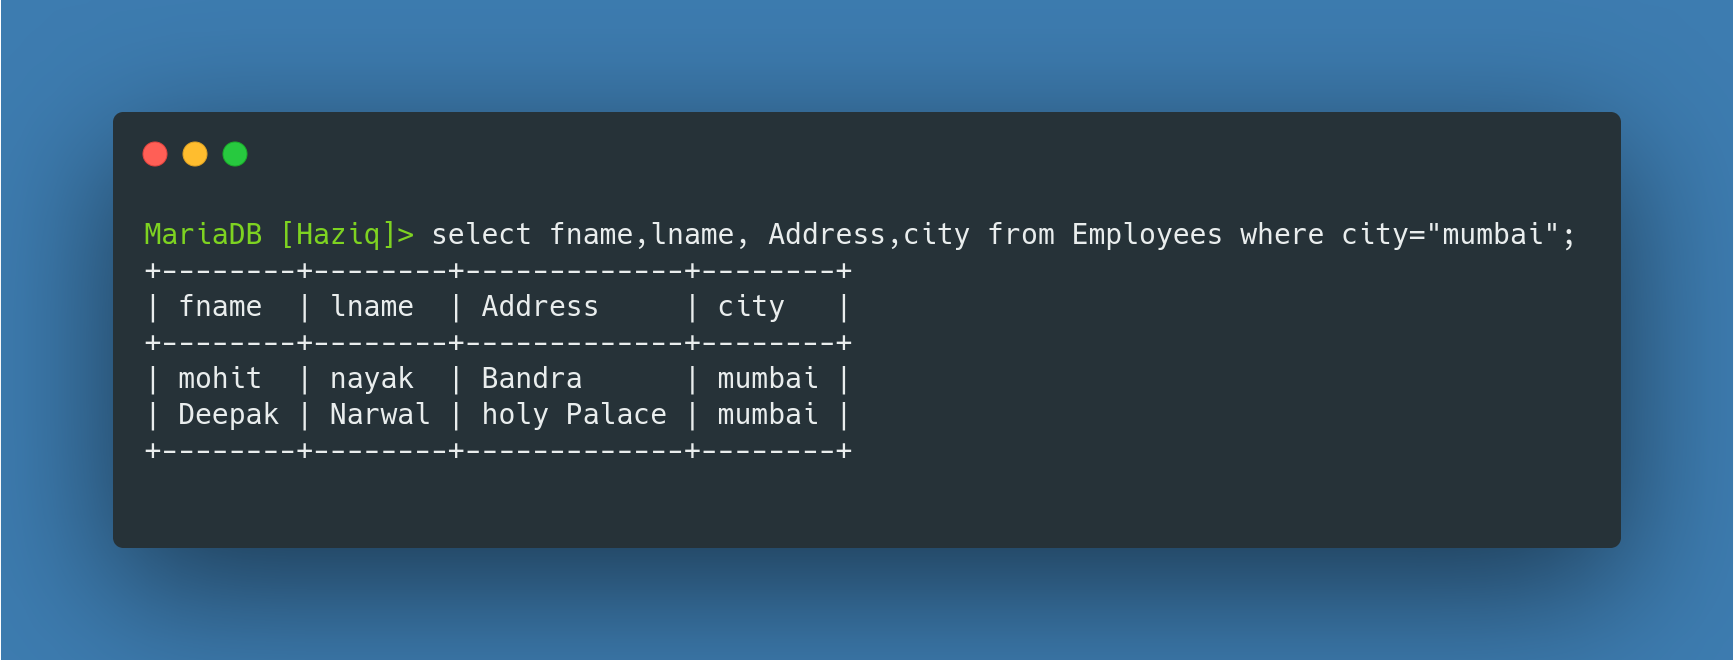 MariaDB [Haziq]> select fname,lname, Address,city from Employees where city="mumbai";
+--------+--------+-------------+--------+
| fname  | lname  | Address     | city   |
+--------+--------+-------------+--------+
| mohit  | nayak  | Bandra      | mumbai |
| Deepak | Narwal | holy Palace | mumbai |
+--------+--------+-------------+--------+